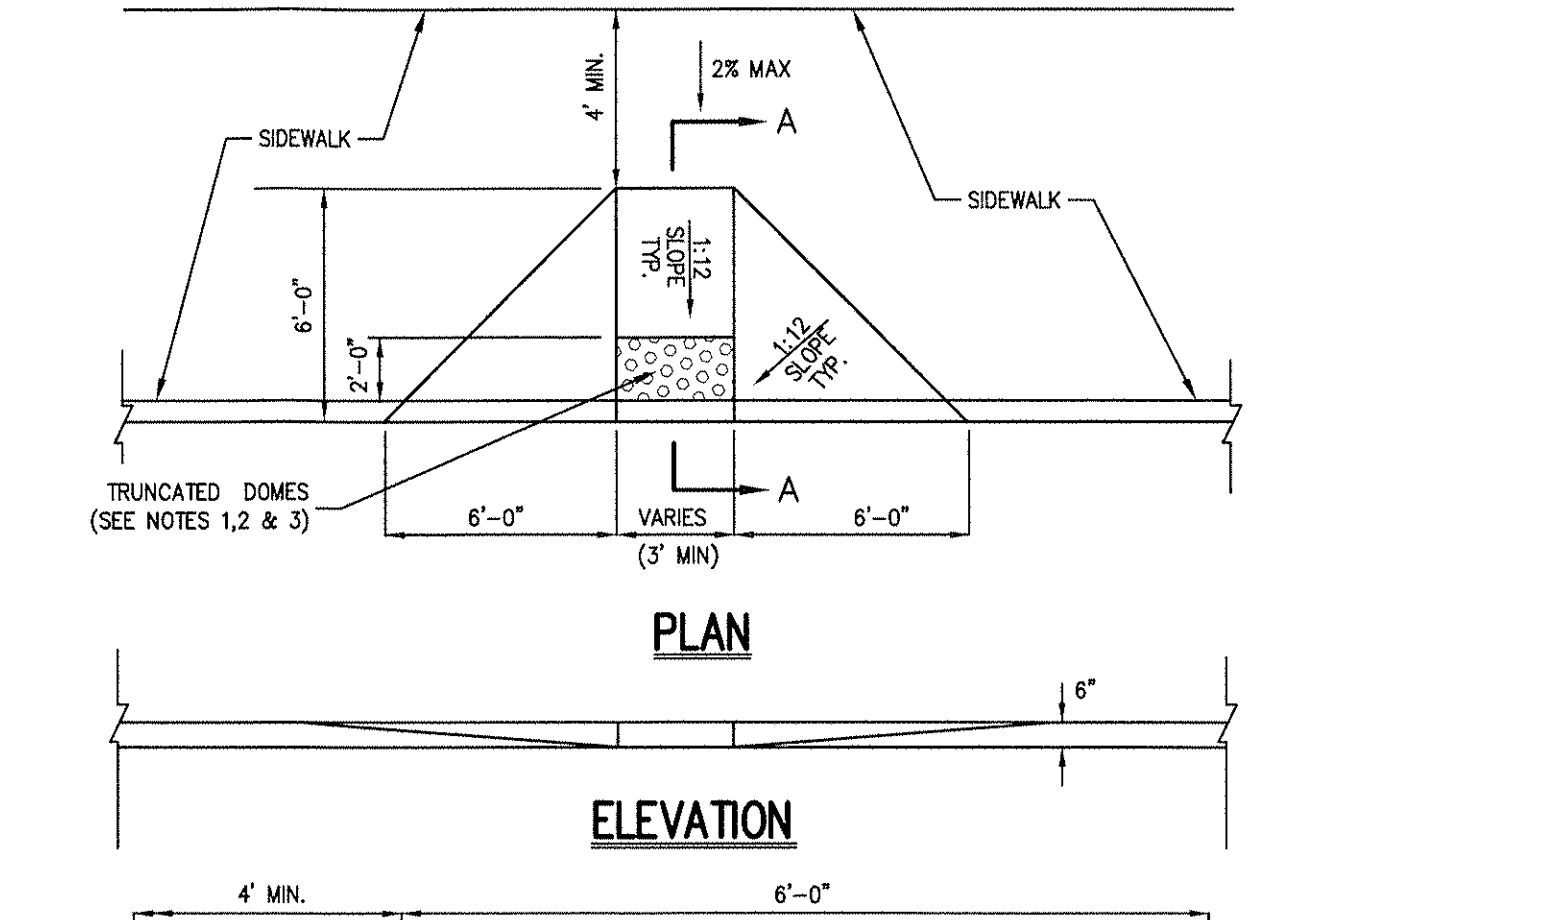 4' MIN.
2% MAX
A
SIDEWALK
SIDEWALK
1:12
SLOPE
TYP.
6'-0"
2'-0"
1:12
SLOPE
TYP.
TRUNCATED DOMES
(SEE NOTES 1,2 & 3)
A
6'-0"
VARIES
(3' MIN)
6'-0"
PLAN
6"
ELEVATION
4' MIN.
6'-0"